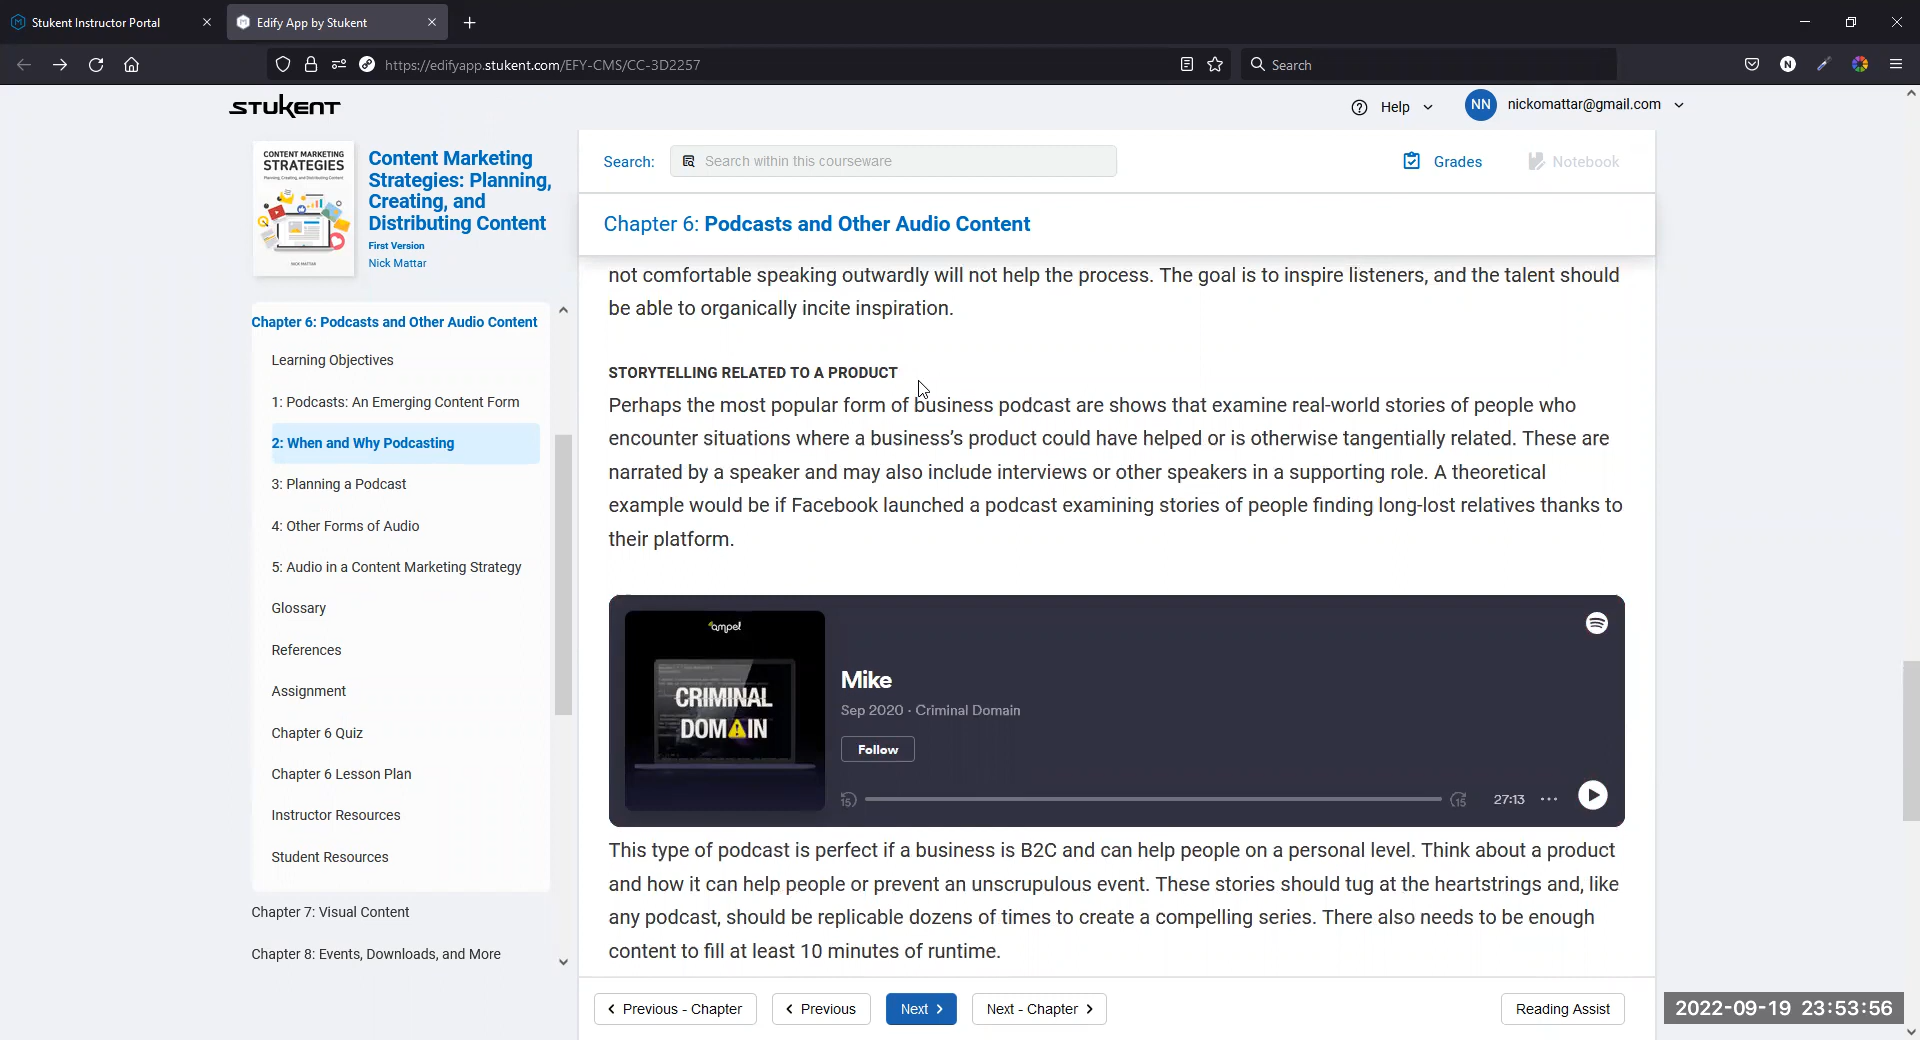 Stukent Instructor Portal
Edify App by Stukent
https://edifyapp.stukent.com/EFY-CMS/CC-3D2257
Search
N
STUKENT
Help
NN
nickomattar@gmail.com
CONTENT MARKETING
STRATEGIES
Planning, Creating, and Distributing Content
NICK MATTAR
Content Marketing
Strategies: Planning,
Creating, and
Distributing Content
First Version
Nick Mattar
Search:
Search within this courseware
Grades
Notebook
Chapter 6: Podcasts and Other Audio Content
Chapter 6: Podcasts and Other Audio Content
Learning Objectives
1: Podcasts: An Emerging Content Form
2: When and Why Podcasting
3: Planning a Podcast
4: Other Forms of Audio
5: Audio in a Content Marketing Strategy
Glossary
References
Assignment
Chapter 6 Quiz
Chapter 6 Lesson Plan
Instructor Resources
Student Resources
Chapter 7: Visual Content
Chapter 8: Events, Downloads, and More
not comfortable speaking outwardly will not help the process. The goal is to inspire listeners, and the talent should
be able to organically incite inspiration.
STORYTELLING RELATED TO A PRODUCT
Perhaps the most popular form of business podcast are shows that examine real-world stories of people who
encounter situations where a business's product could have helped or is otherwise tangentially related. These are
narrated by a speaker and may also include interviews or other speakers in a supporting role. A theoretical
example would be if Facebook launched a podcast examining stories of people finding long-lost relatives thanks to
their platform.
ampel
CRIMINAL
DOMAIN
Mike
Sep 2020 · Criminal Domain
Follow
15
15
27:13
This type of podcast is perfect if a business is B2C and can help people on a personal level. Think about a product
and how it can help people or prevent an unscrupulous event. These stories should tug at the heartstrings and, like
any podcast, should be replicable dozens of times to create a compelling series. There also needs to be enough
content to fill at least 10 minutes of runtime.
Previous - Chapter
Previous
Next
Next - Chapter
Reading Assist
2022-09-19 23:53:56